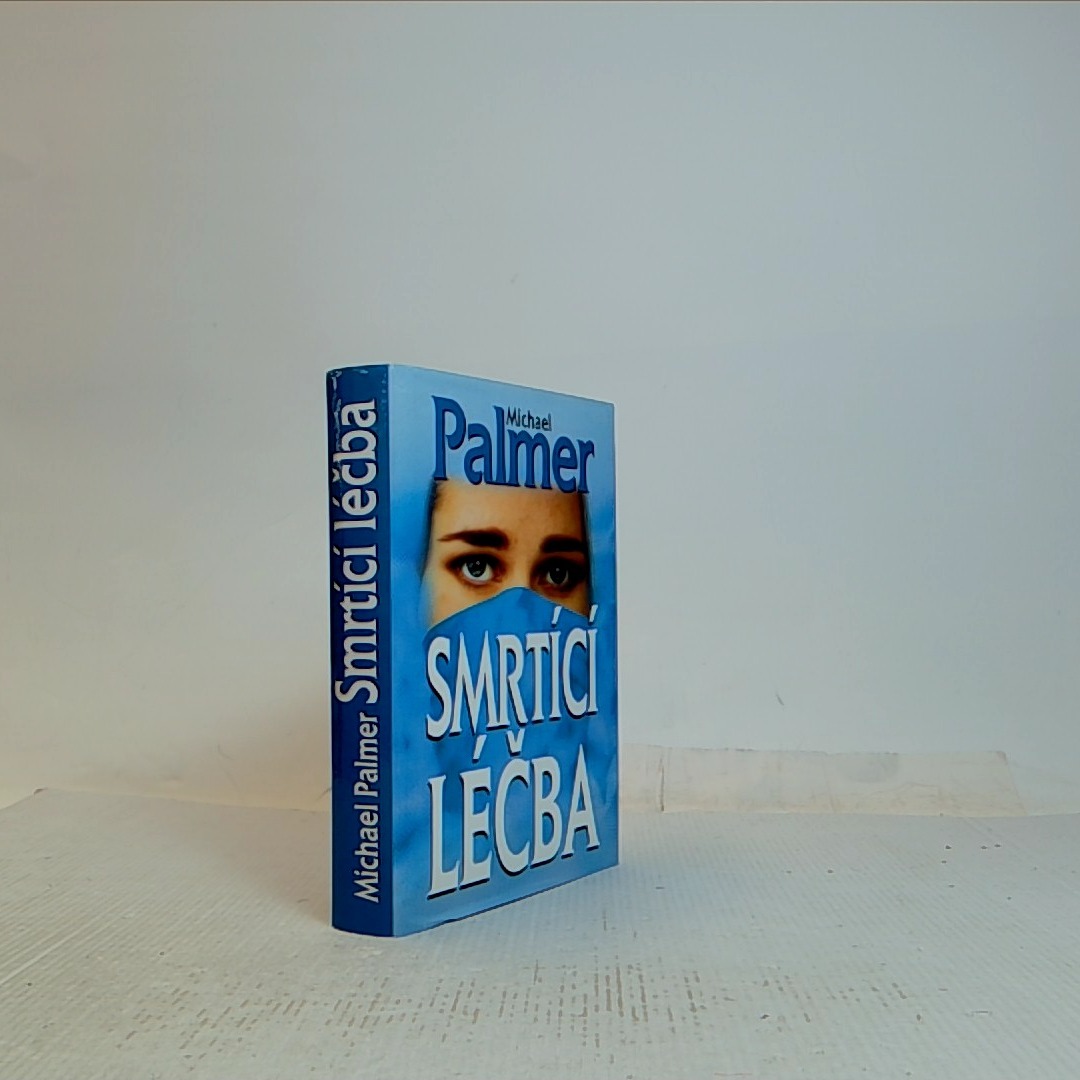 Michael Palmer Smrtící léčba
Michael
Palmer
SMRTÍCÍ
LÉČBA